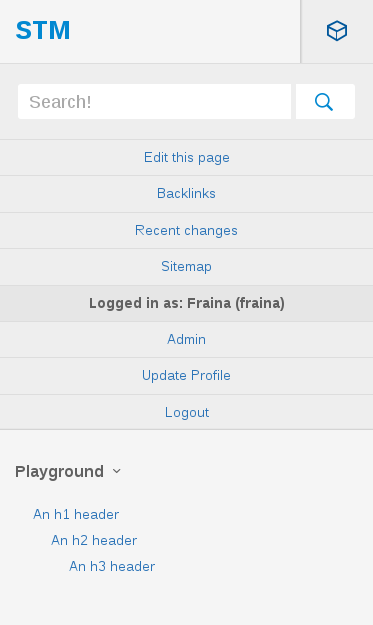 STM
Search!
Edit this page
Backlinks
Recent changes
Sitemap
Logged in as: Fraina (fraina)
Admin
Update Profile
Logout
Playground
An h1 header
An h2 header
An h3 header